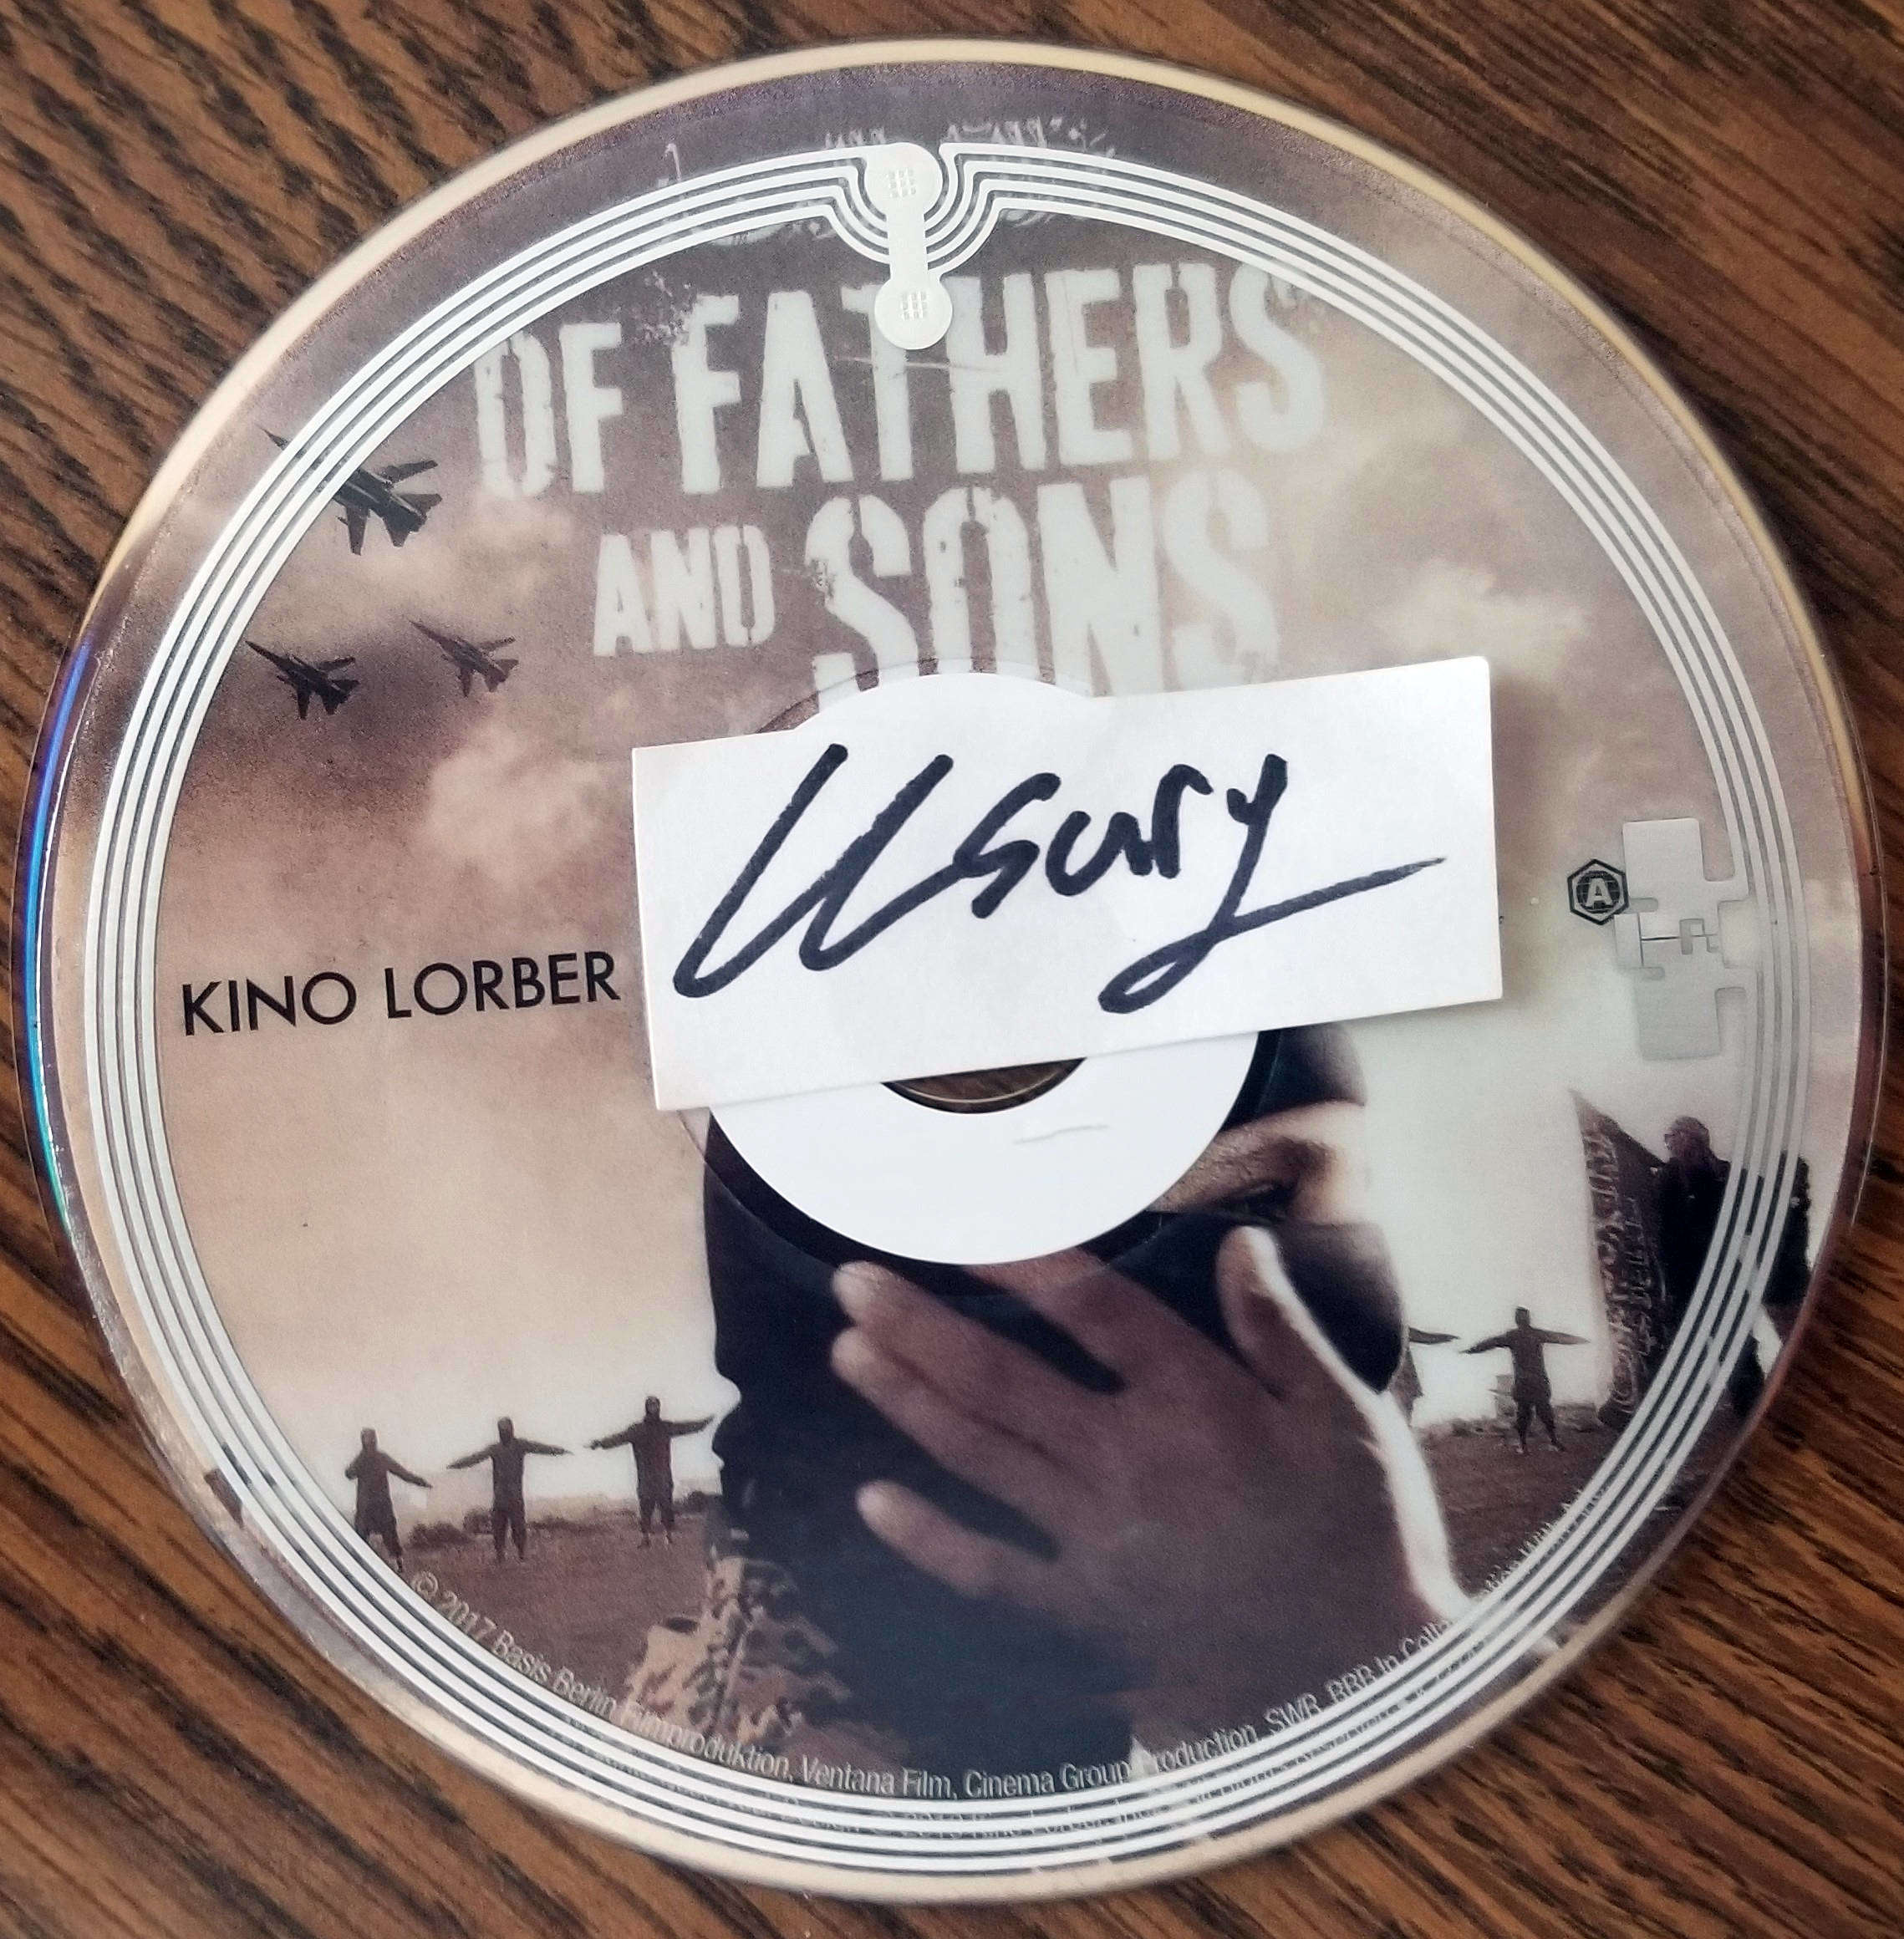 OF FATHERS
AND SONS
Usury
KINO LORBER
A
© 2017 Basis Berlin Filmproduktion, Ventana Film, Cinema Group Production, SWR, RBB In